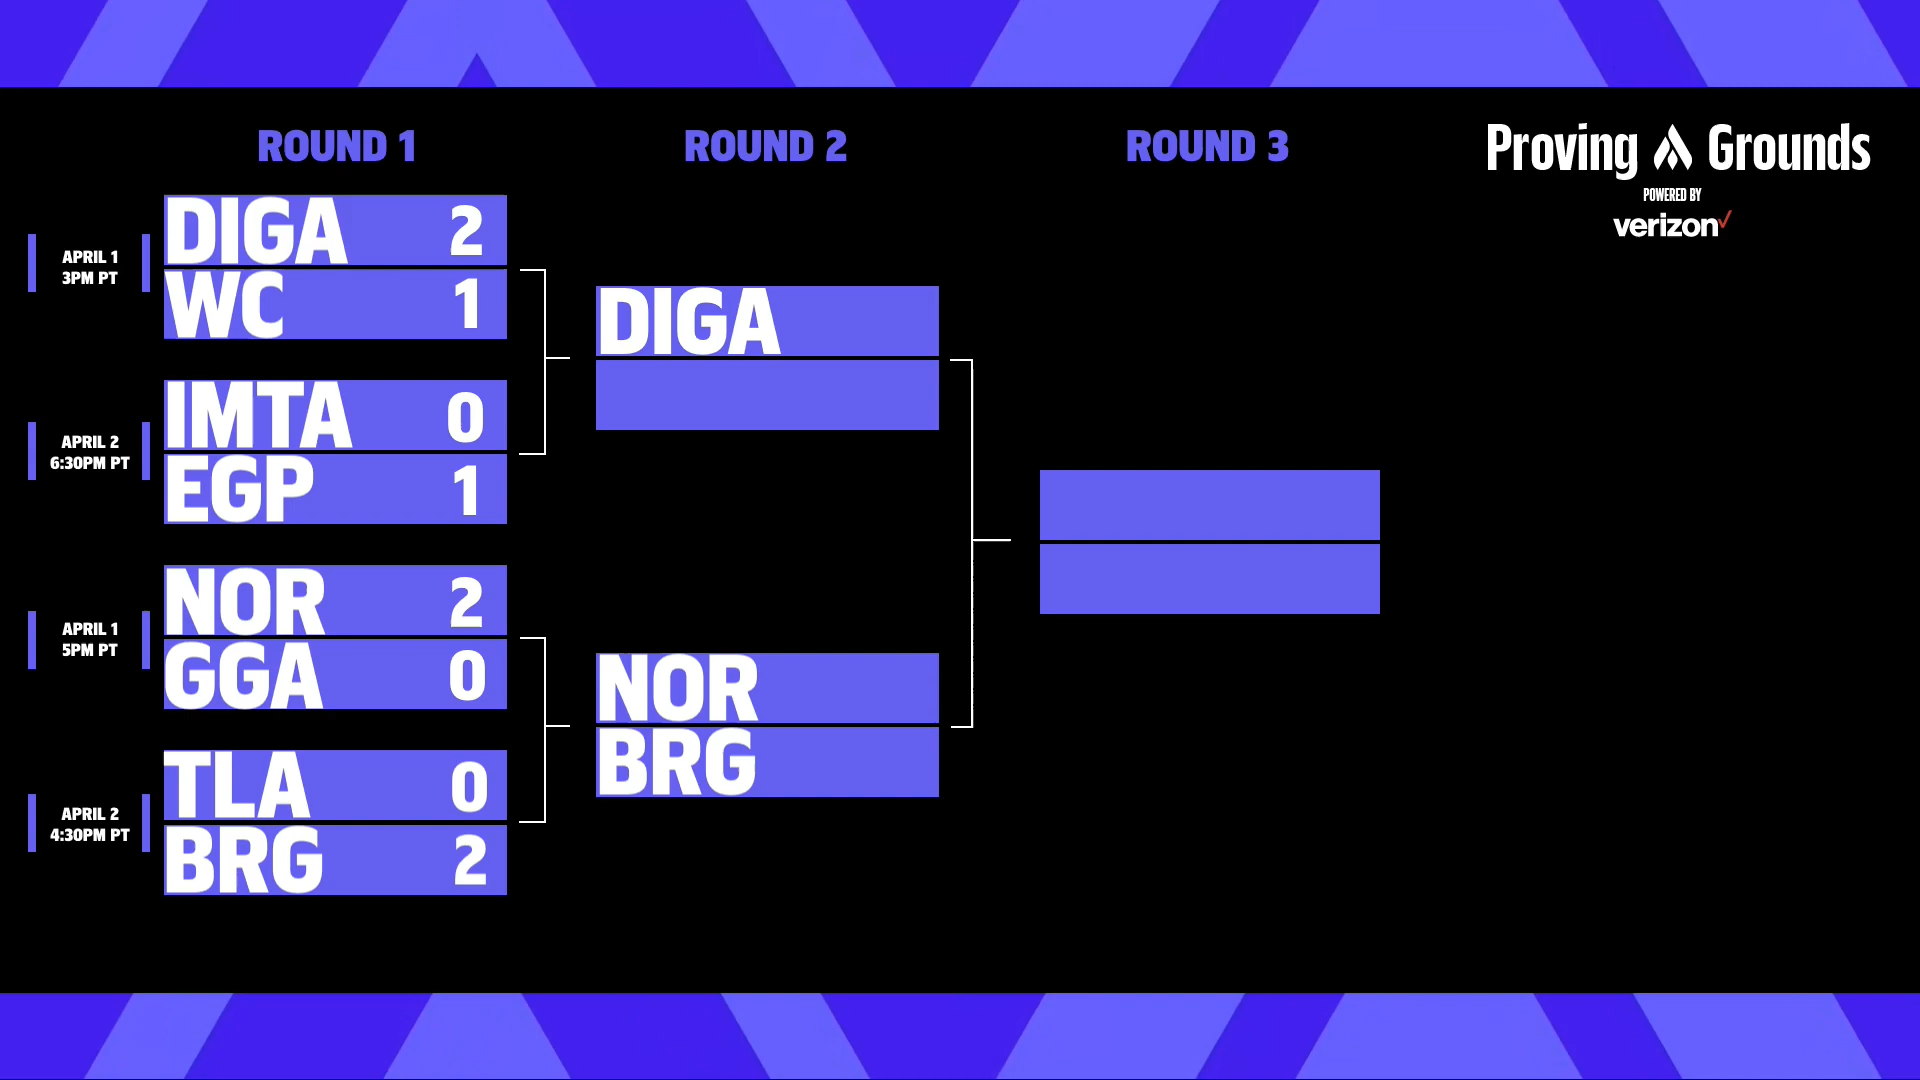 ROUND 1
ROUND 2
ROUND 3
Proving Grounds
POWERED BY
verizon
APRIL 1
3PM PT
DIGA 2
WC 1
APRIL 2
6:30PM PT
IMTA 0
EGP 1
APRIL 1
5PM PT
NOR 2
GGA 0
APRIL 2
4:30PM PT
TLA 0
BRG 2
DIGA
NOR
BRG